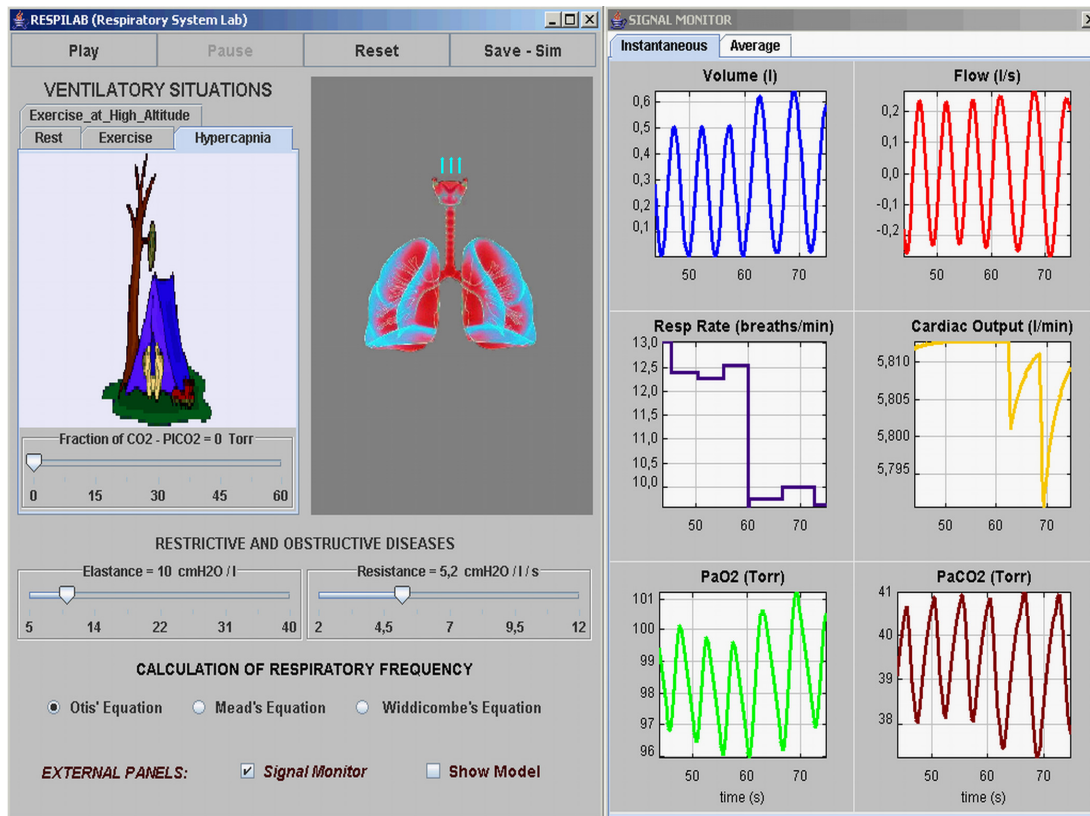 RESPILAB (Respiratory System Lab)
Play Pause Reset Save - Sim
VENTILATORY SITUATIONS
Exercise_at_High_Altitude
Rest Exercise Hypercapnia
Fraction of CO2 - PICO2 = 0 Torr
0 15 30 45 60
RESTRICTIVE AND OBSTRUCTIVE DISEASES
Elastance = 10 cmH2O / l
5 14 22 31 40
Resistance = 5,2 cmH2O / l / s
2 4,5 7 9,5 12
CALCULATION OF RESPIRATORY FREQUENCY
Otis' Equation Mead's Equation Widdicombe's Equation
EXTERNAL PANELS: Signal Monitor Show Model
SIGNAL MONITOR
Instantaneous Average
Volume (l)
0,6
0,5
0,4
0,3
0,2
0,1
50 60 70
Flow (l/s)
0,2
0,1
0,0
-0,1
-0,2
50 60 70
Resp Rate (breaths/min)
13,0
12,5
12,0
11,5
11,0
10,5
10,0
50 60 70
Cardiac Output (l/min)
5,810
5,805
5,800
5,795
50 60 70
PaO2 (Torr)
101
100
99
98
97
96
50 60 70
time (s)
PaCO2 (Torr)
41
40
39
38
50 60 70
time (s)